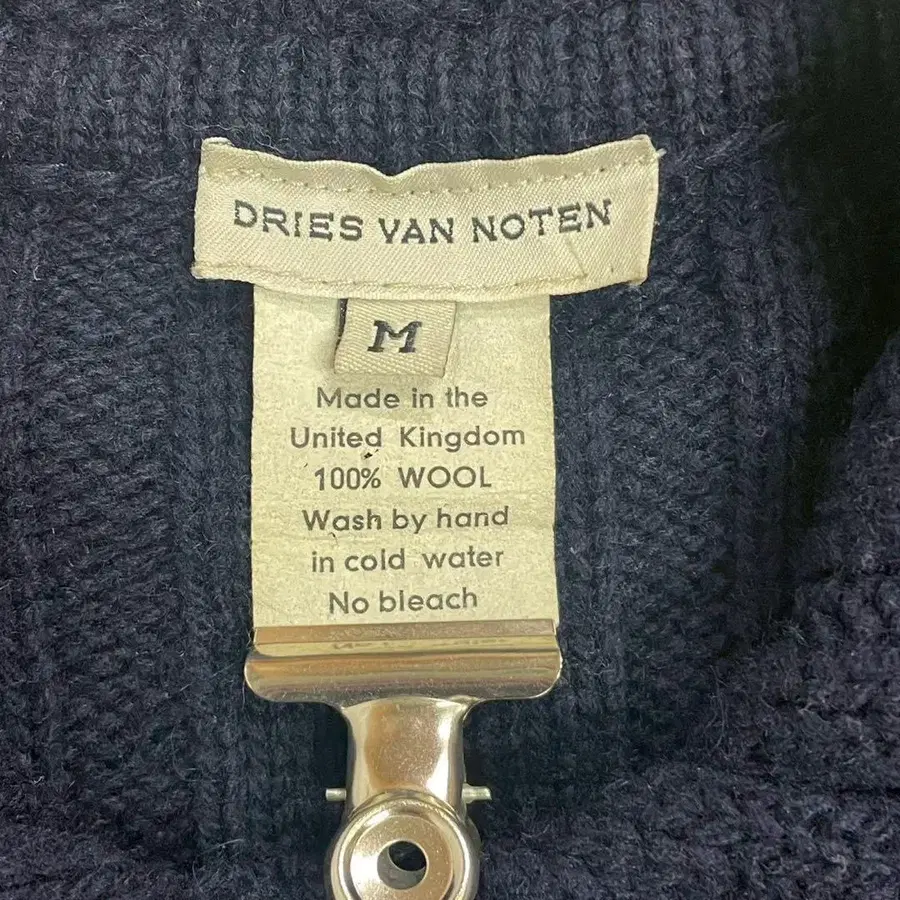 DRIES VAN NOTEN
M
Made in the
United Kingdom
100% WOOL
Wash by hand
in cold water
No bleach